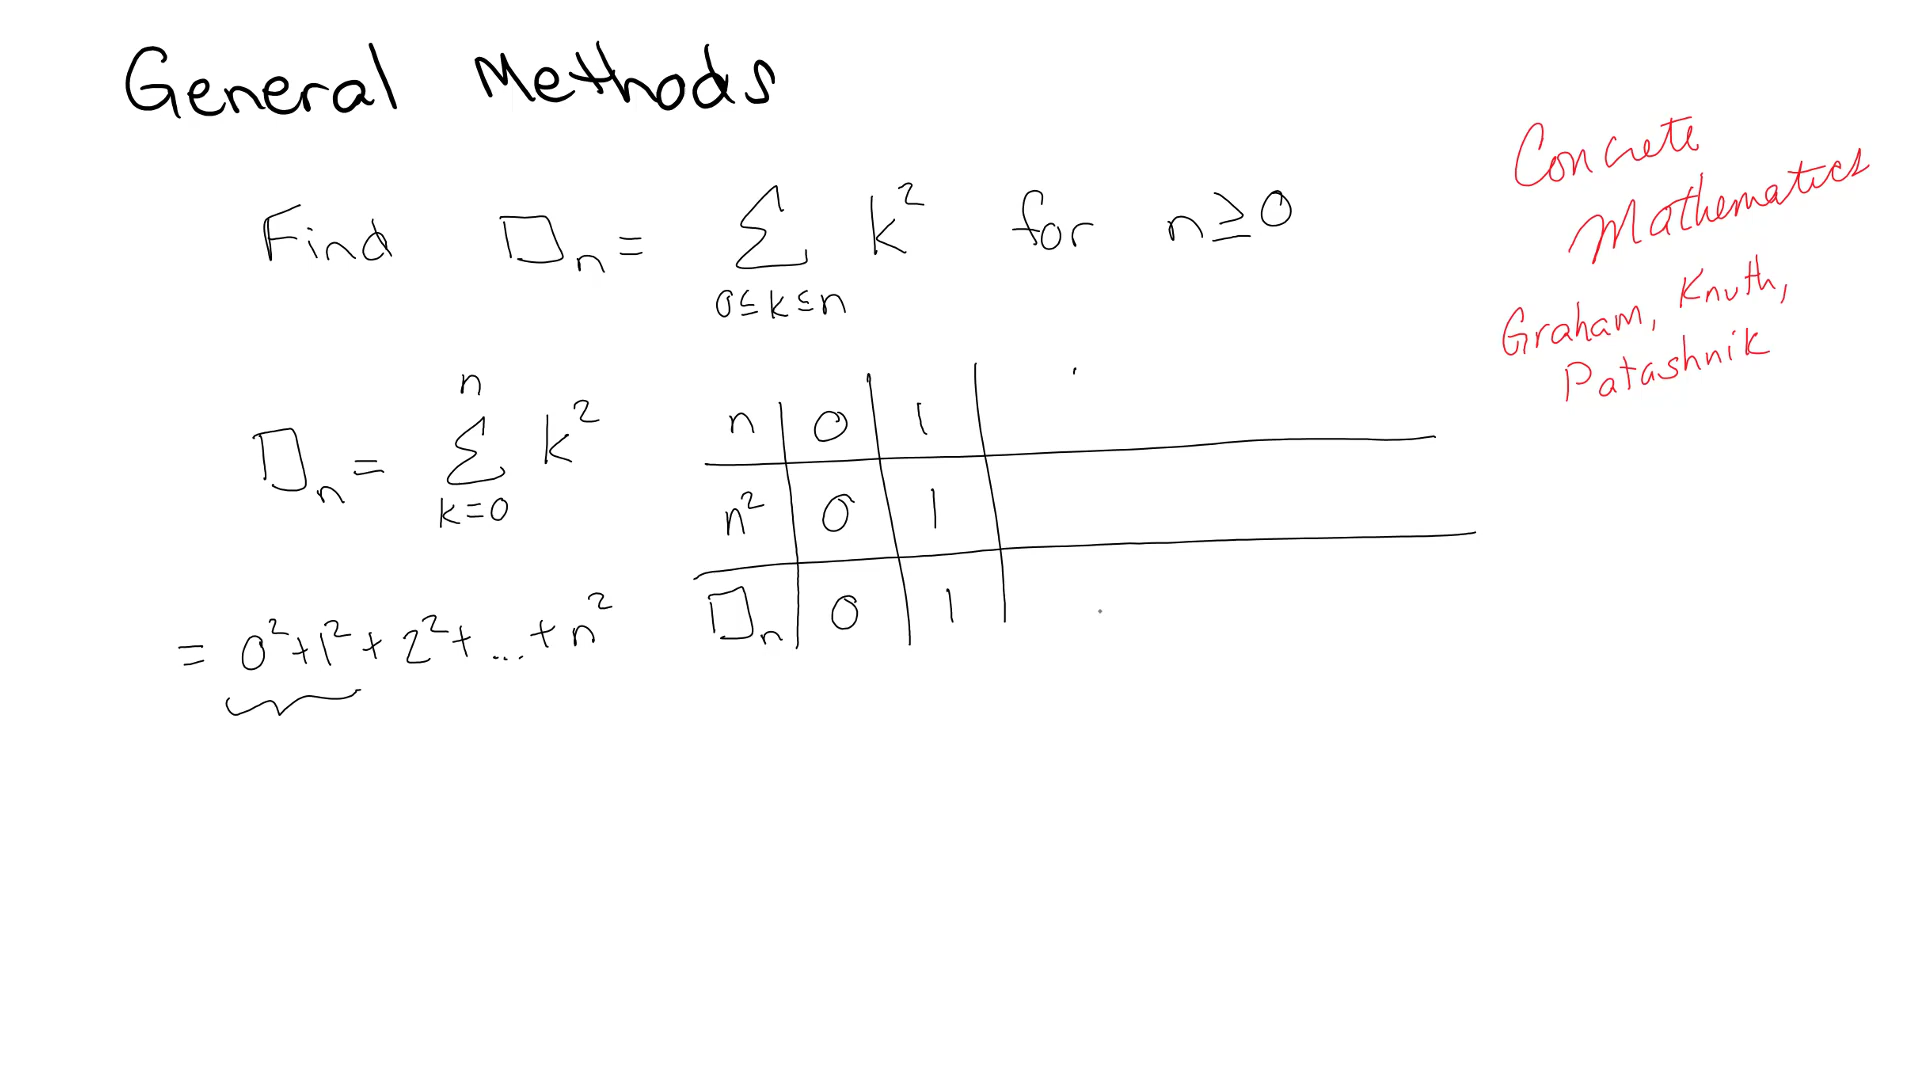 General Methods
Find □ₙ = Σ k² for n ≥ 0
0≤k≤n
Concrete
Mathematics
Graham, Knuth,
Patashnik
n
□ₙ = Σ k²
k=0
= 0²+1²+2²+...+n²
n 0 1
n² 0 1
□ₙ 0 1